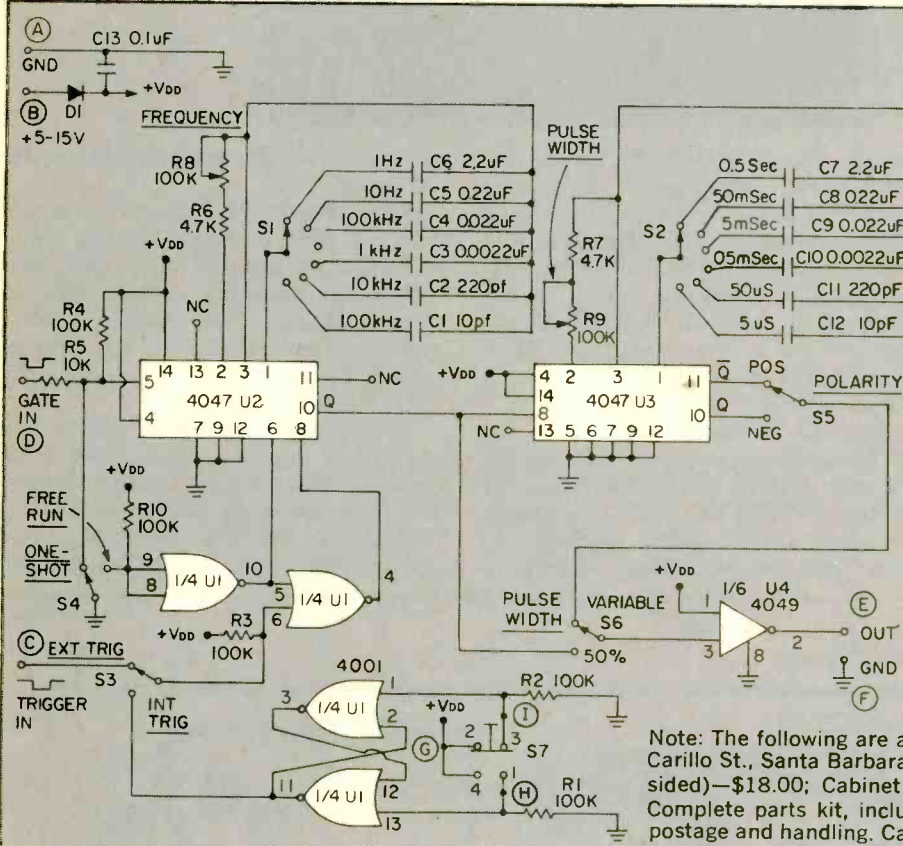 A
C13 0.1uF
GND
+VDD
D1
B
+5-15V
FREQUENCY
R8
100K
R6
4.7K
+VDD
NC
R4
100K
R5
10K
GATE
IN
D
S1
1Hz C6 2.2uF
10Hz C5 0.22uF
100kHz C4 0.022uF
1kHz C3 0.0022uF
10kHz C2 220pf
100kHz C1 10pf
5 14 13 2 3 1 11
4047 U2
4 7 9 12 6 8 10
NC
Q
PULSE
WIDTH
R7
4.7K
R9
100K
S2
0.5Sec C7 2.2uF
50mSec C8 0.22uF
5mSec C9 0.022uF
05mSec C10 0.0022uF
50uS C11 220pF
5uS C12 10pF
+VDD
4 2 3 1 11
14
8 4047 U3 10
13 5 6 7 9 12
NC
Q
POS
Q
NEG
POLARITY
S5
+VDD
FREE
RUN
R10
100K
ONE-
SHOT
S4
9
8
1/4 U1
10
5
6
1/4 U1
4
+VDD
R3
100K
C
EXT TRIG
S3
TRIGGER
IN
INT
TRIG
4001
3
1/4 U1
1
2
R2 100K
+VDD
I
G
2
3
S7
4
1
H
R1
100K
11
1/4 U1
12
13
PULSE
WIDTH
VARIABLE
S6
50%
+VDD
1/6 U4
4049
1
3
8
2
E
OUT
GND
F
Note: The following are a
Carillo St., Santa Barbara
sided)—$18.00; Cabinet
Complete parts kit, inclu
postage and handling. Ca